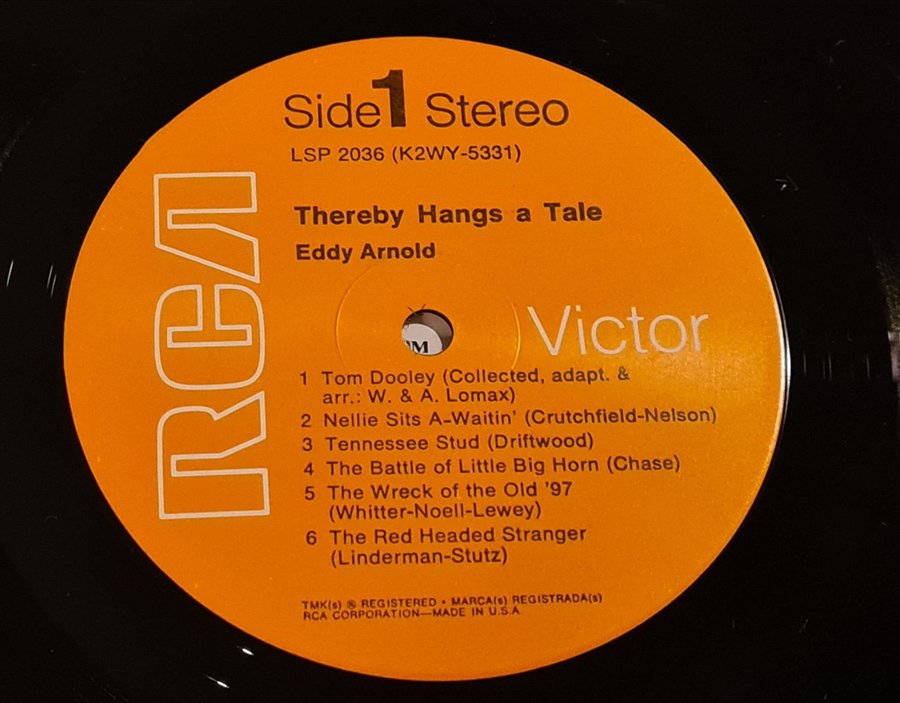 Side 1 Stereo
LSP 2036 (K2WY-5331)
Thereby Hangs a Tale
Eddy Arnold
RCA
Victor
1 Tom Dooley (Collected, adapt. &
arr.: W. & A. Lomax)
2 Nellie Sits A-Waitin' (Crutchfield-Nelson)
3 Tennessee Stud (Driftwood)
4 The Battle of Little Big Horn (Chase)
5 The Wreck of the Old '97
(Whitter-Noell-Lewey)
6 The Red Headed Stranger
(Linderman-Stutz)
TMK(s) ® REGISTERED • MARCA(s) REGISTRADA(s)
RCA CORPORATION—MADE IN U.S.A.